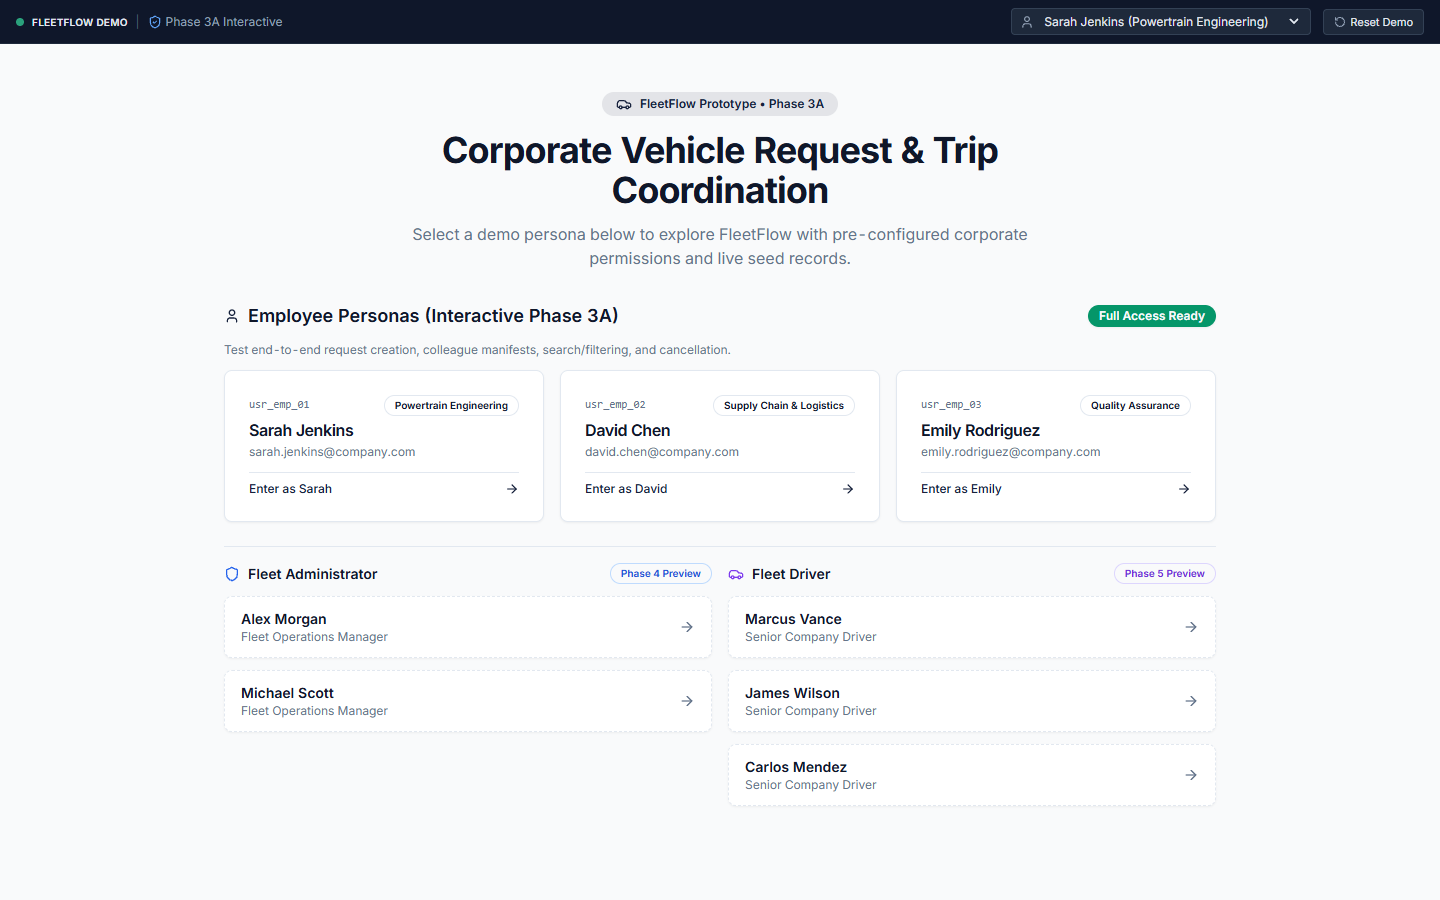 FLEETFLOW DEMO
Phase 3A Interactive
Sarah Jenkins (Powertrain Engineering)
Reset Demo
FleetFlow Prototype • Phase 3A
Corporate Vehicle Request & Trip
Coordination
Select a demo persona below to explore FleetFlow with pre-configured corporate
permissions and live seed records.
Employee Personas (Interactive Phase 3A)
Full Access Ready
Test end-to-end request creation, colleague manifests, search/filtering, and cancellation.
usr_emp_01
Powertrain Engineering
Sarah Jenkins
sarah.jenkins@company.com
Enter as Sarah
usr_emp_02
Supply Chain & Logistics
David Chen
david.chen@company.com
Enter as David
usr_emp_03
Quality Assurance
Emily Rodriguez
emily.rodriguez@company.com
Enter as Emily
Fleet Administrator
Phase 4 Preview
Alex Morgan
Fleet Operations Manager
Michael Scott
Fleet Operations Manager
Fleet Driver
Phase 5 Preview
Marcus Vance
Senior Company Driver
James Wilson
Senior Company Driver
Carlos Mendez
Senior Company Driver